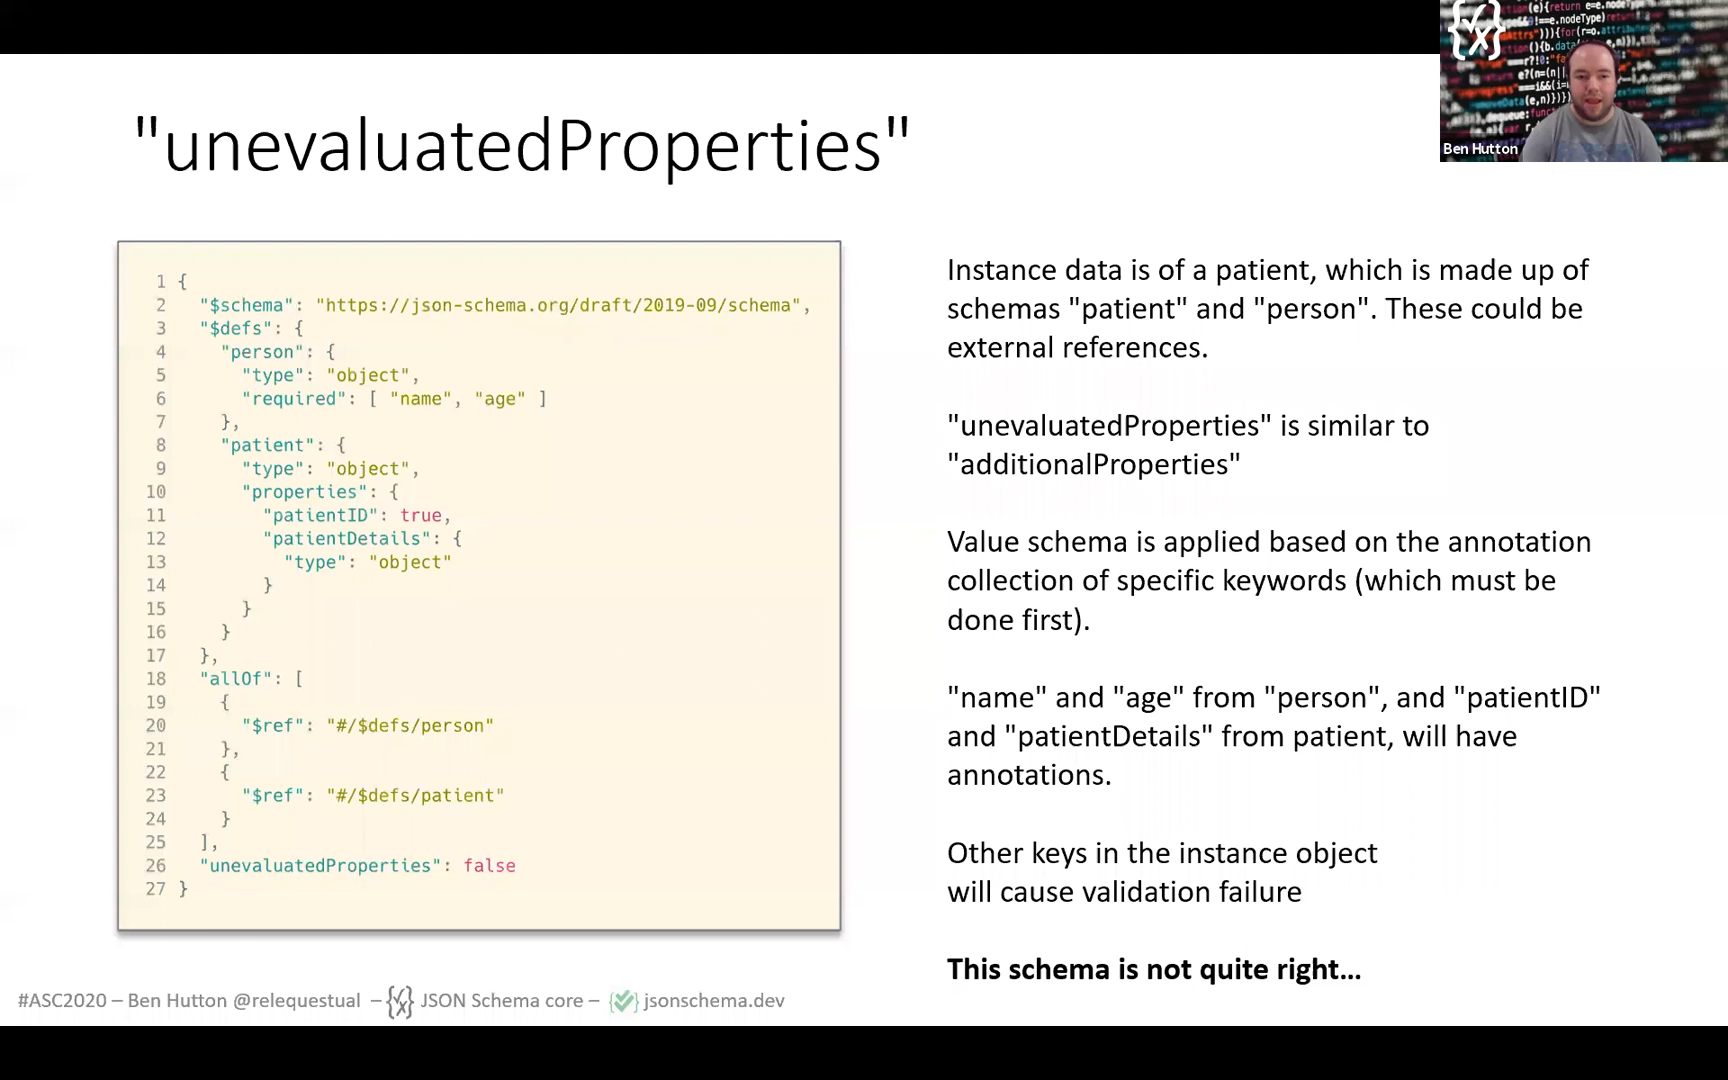 "unevaluatedProperties"
1 {
2 "$schema": "https://json-schema.org/draft/2019-09/schema",
3 "$defs": {
4 "person": {
5 "type": "object",
6 "required": [ "name", "age" ]
7 },
8 "patient": {
9 "type": "object",
10 "properties": {
11 "patientID": true,
12 "patientDetails": {
13 "type": "object"
14 }
15 }
16 }
17 },
18 "allOf": [
19 {
20 "$ref": "#/$defs/person"
21 },
22 {
23 "$ref": "#/$defs/patient"
24 }
25 ],
26 "unevaluatedProperties": false
27 }
Instance data is of a patient, which is made up of
schemas "patient" and "person". These could be
external references.
"unevaluatedProperties" is similar to
"additionalProperties"
Value schema is applied based on the annotation
collection of specific keywords (which must be
done first).
"name" and "age" from "person", and "patientID"
and "patientDetails" from patient, will have
annotations.
Other keys in the instance object
will cause validation failure
This schema is not quite right...
#ASC2020 – Ben Hutton @relequestual – JSON Schema core – jsonschema.dev
Ben Hutton